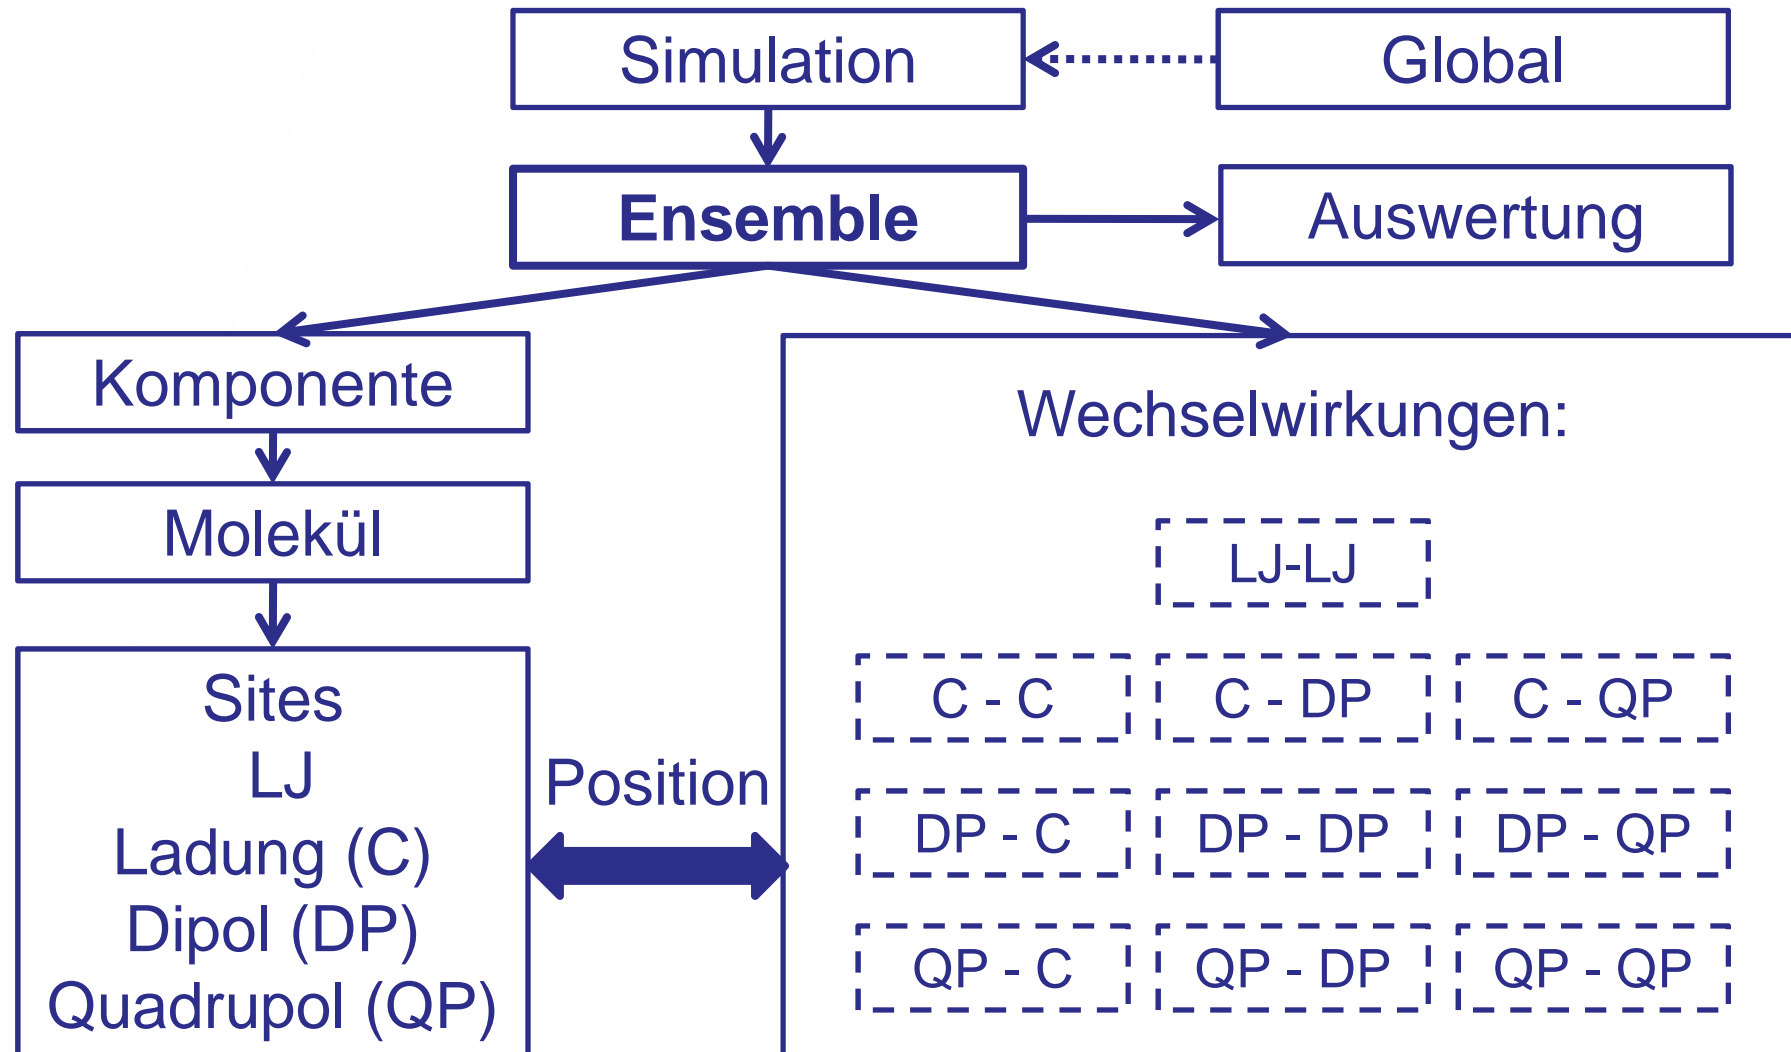 Simulation
Global
Ensemble
Auswertung
Komponente
Wechselwirkungen:
Molekül
LJ-LJ
Sites
LJ
Ladung (C)
Dipol (DP)
Quadrupol (QP)
Position
C - C
C - DP
C - QP
DP - C
DP - DP
DP - QP
QP - C
QP - DP
QP - QP